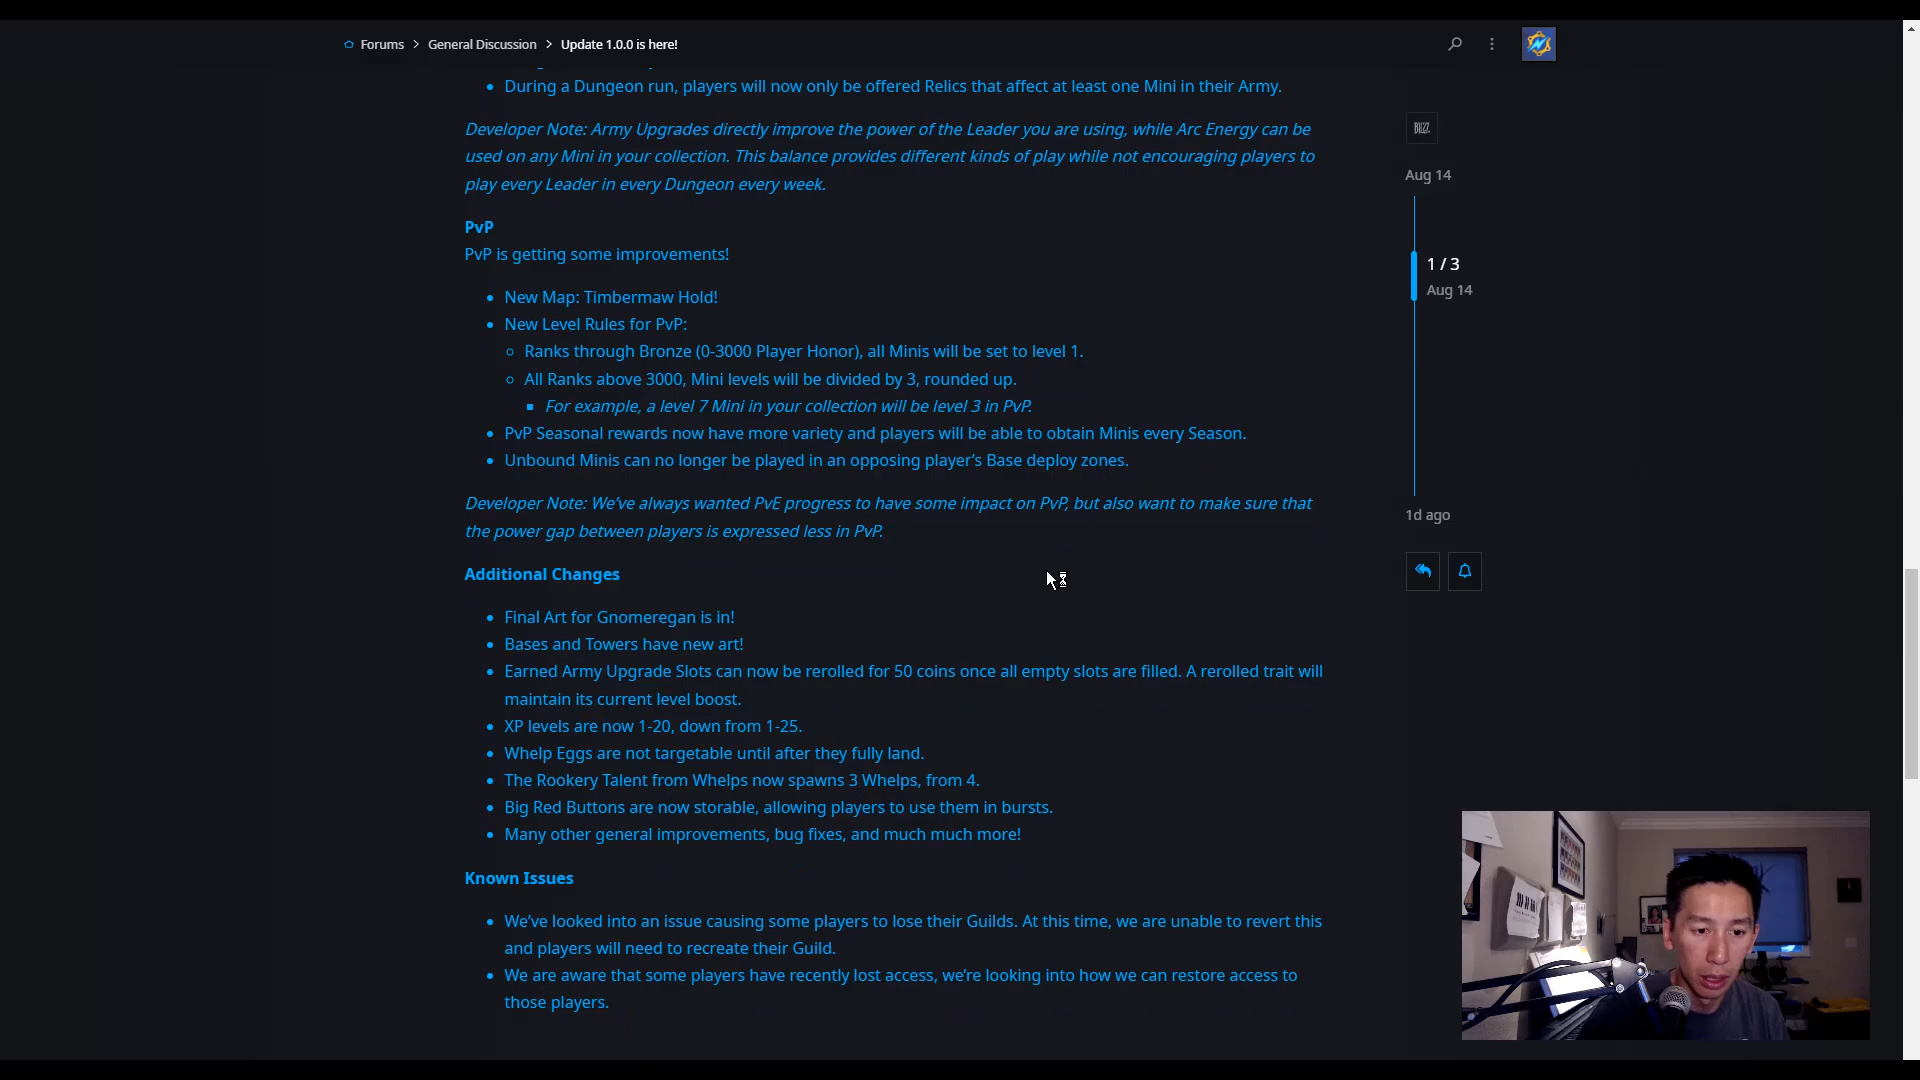 Forums > General Discussion > Update 1.0.0 is here!
• During a Dungeon run, players will now only be offered Relics that affect at least one Mini in their Army.
Developer Note: Army Upgrades directly improve the power of the Leader you are using, while Arc Energy can be
used on any Mini in your collection. This balance provides different kinds of play while not encouraging players to
play every Leader in every Dungeon every week.
PvP
PvP is getting some improvements!
• New Map: Timbermaw Hold!
• New Level Rules for PvP:
◦ Ranks through Bronze (0-3000 Player Honor), all Minis will be set to level 1.
◦ All Ranks above 3000, Mini levels will be divided by 3, rounded up.
▪ For example, a level 7 Mini in your collection will be level 3 in PvP.
• PvP Seasonal rewards now have more variety and players will be able to obtain Minis every Season.
• Unbound Minis can no longer be played in an opposing player's Base deploy zones.
Developer Note: We've always wanted PvE progress to have some impact on PvP, but also want to make sure that
the power gap between players is expressed less in PvP.
Additional Changes
• Final Art for Gnomeregan is in!
• Bases and Towers have new art!
• Earned Army Upgrade Slots can now be rerolled for 50 coins once all empty slots are filled. A rerolled trait will
maintain its current level boost.
• XP levels are now 1-20, down from 1-25.
• Whelp Eggs are not targetable until after they fully land.
• The Rookery Talent from Whelps now spawns 3 Whelps, from 4.
• Big Red Buttons are now storable, allowing players to use them in bursts.
• Many other general improvements, bug fixes, and much much more!
Known Issues
• We've looked into an issue causing some players to lose their Guilds. At this time, we are unable to revert this
and players will need to recreate their Guild.
• We are aware that some players have recently lost access, we're looking into how we can restore access to
those players.
BLIZZ
Aug 14
1 / 3
Aug 14
1d ago